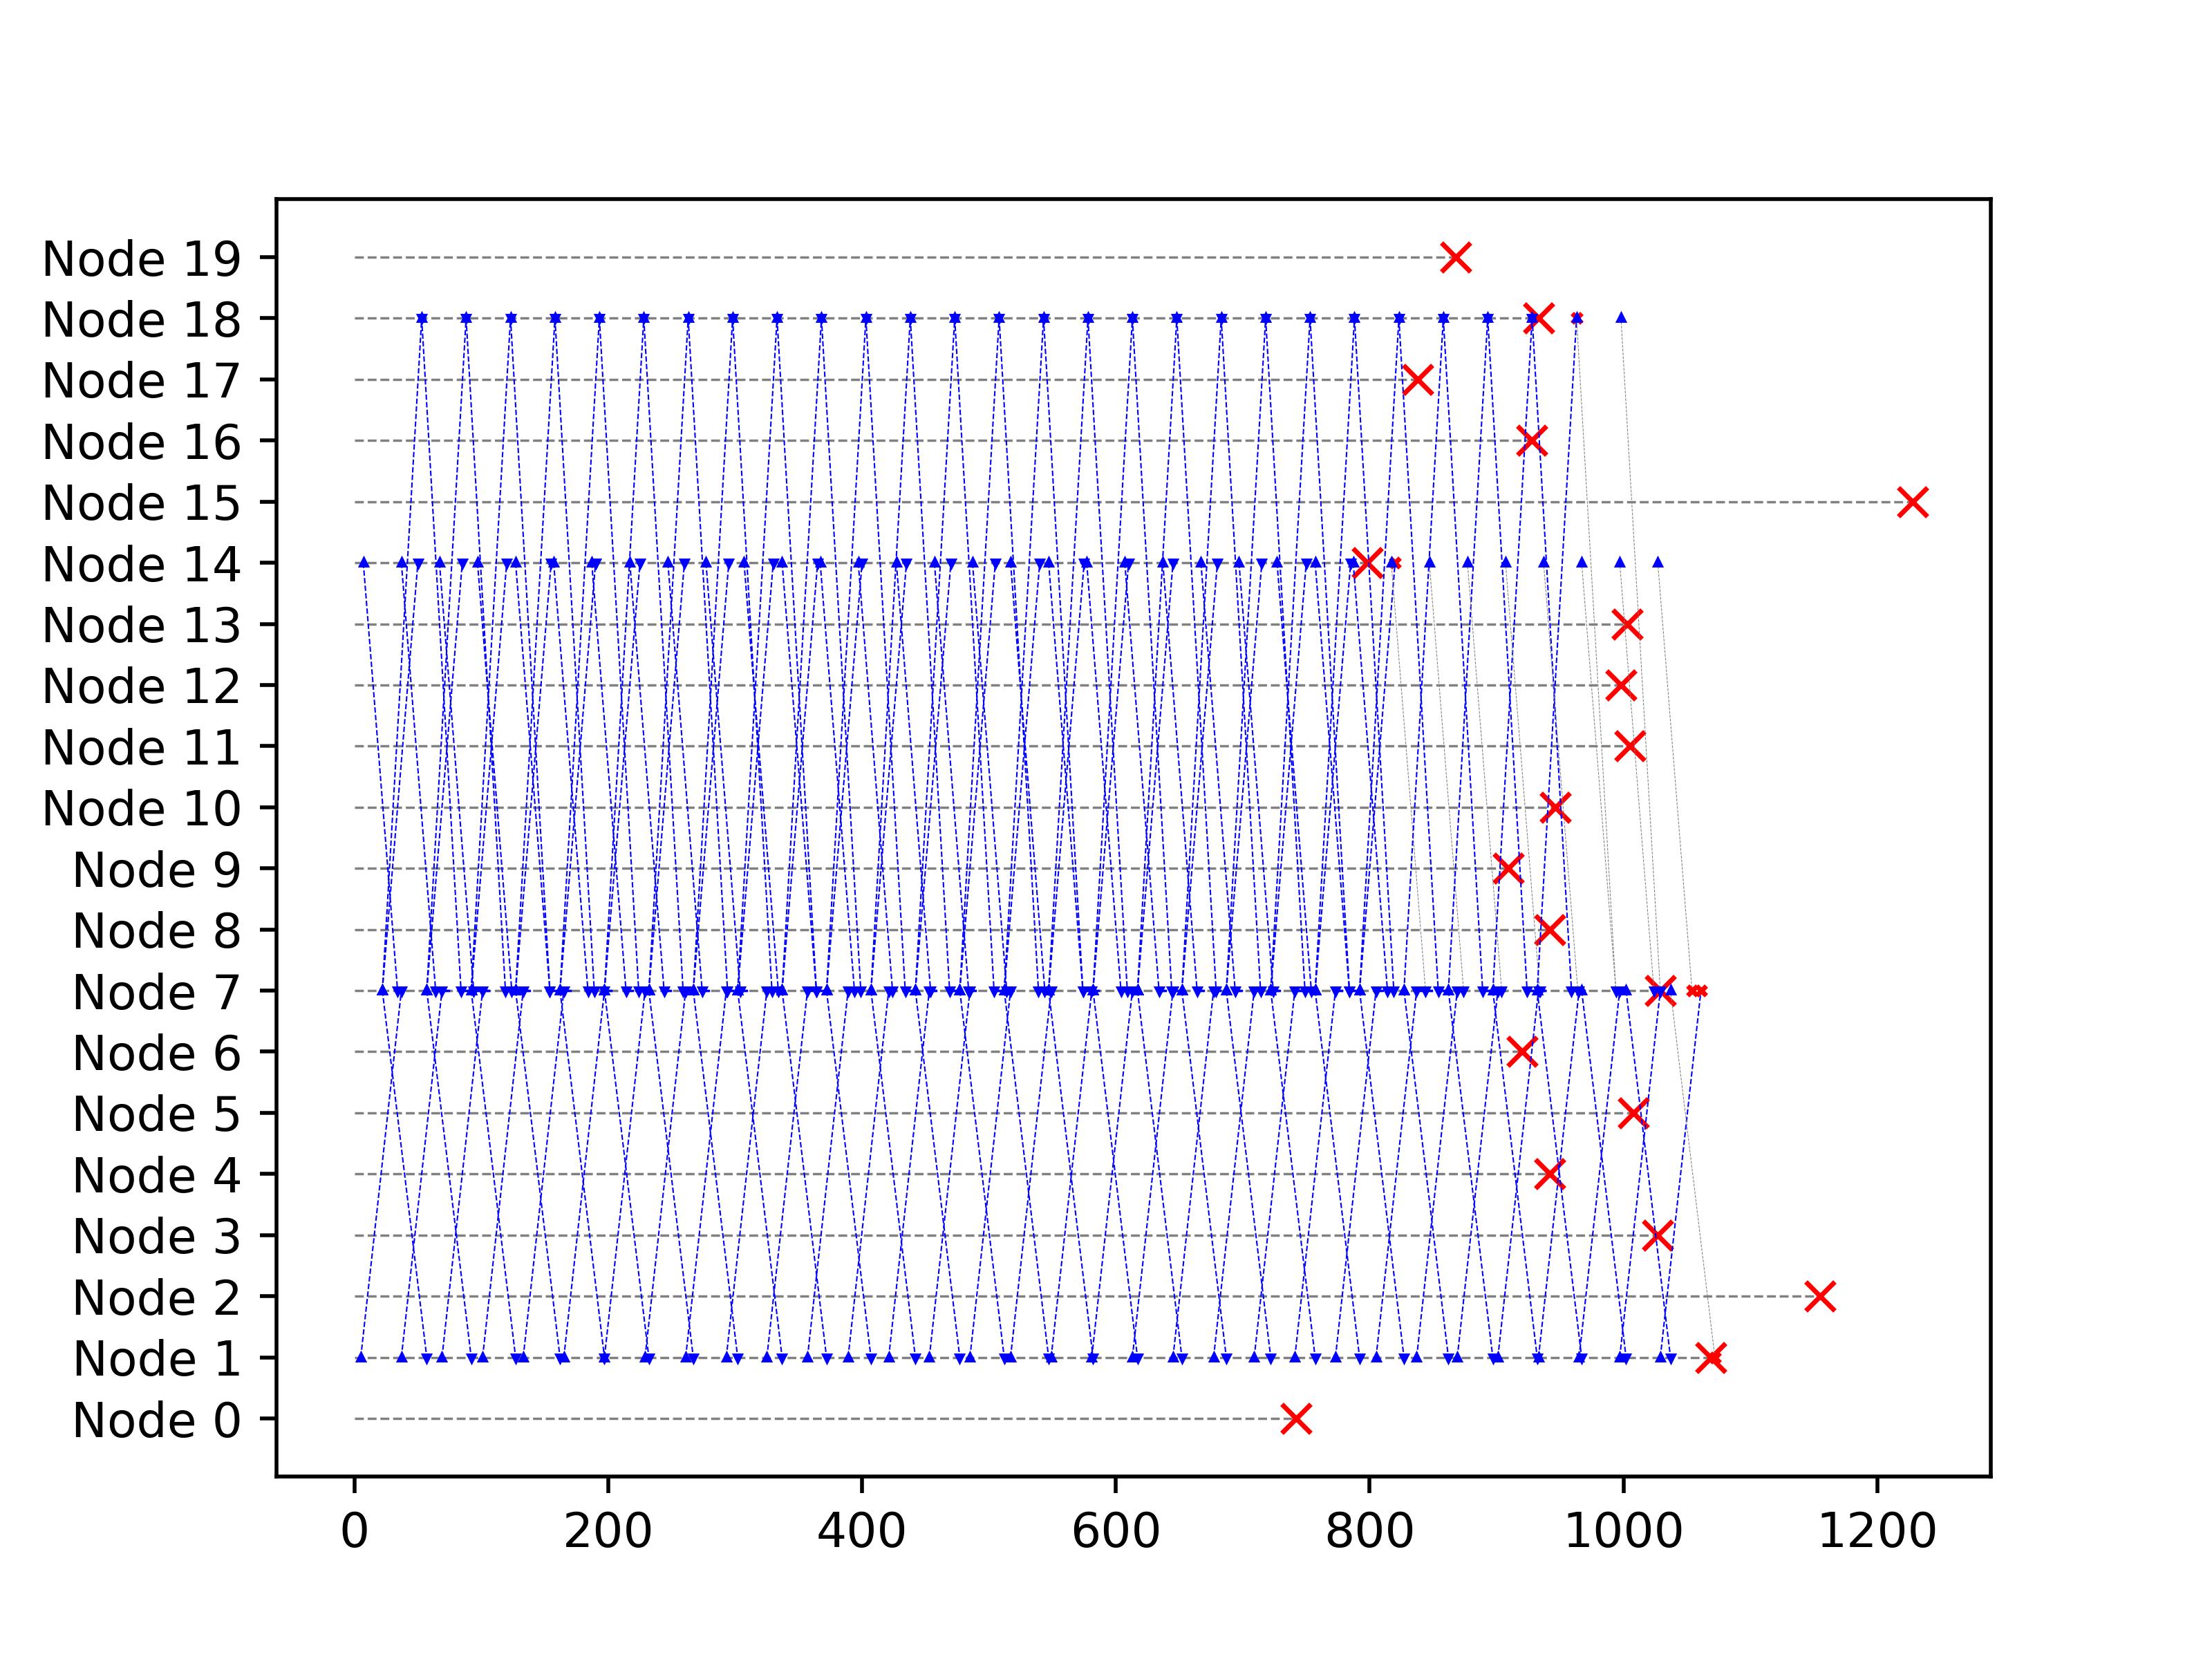 Node 19
Node 18
Node 17
Node 16
Node 15
Node 14
Node 13
Node 12
Node 11
Node 10
Node 9
Node 8
Node 7
Node 6
Node 5
Node 4
Node 3
Node 2
Node 1
Node 0
0 200 400 600 800 1000 1200